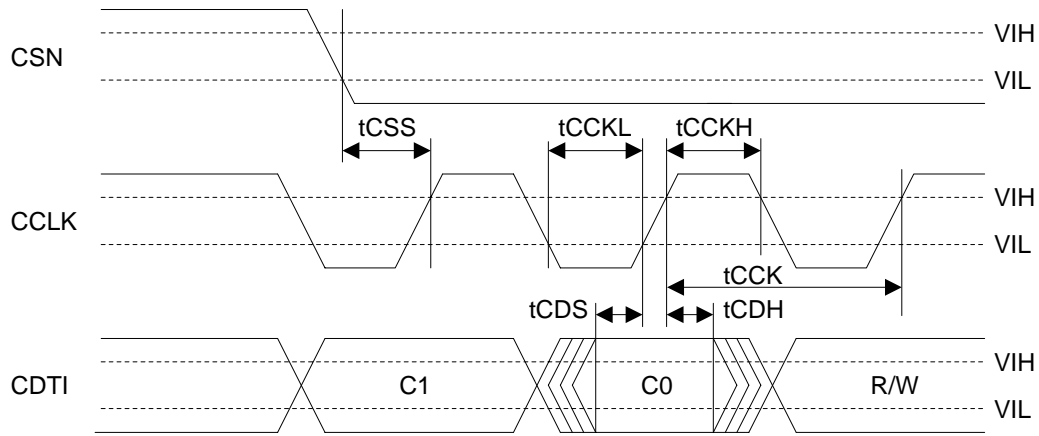 CSN
VIH
VIL
tCSS
tCCKL
tCCKH
CCLK
VIH
VIL
tCCK
tCDS
tCDH
CDTI
C1
C0
R/W
VIH
VIL